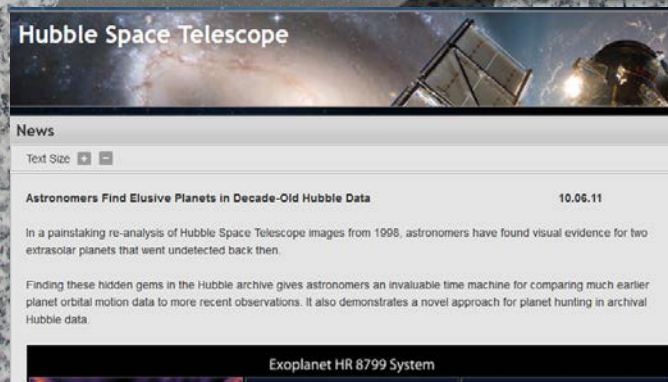 Hubble Space Telescope
News
Text Size + -
Astronomers Find Elusive Planets in Decade-Old Hubble Data 10.06.11
In a painstaking re-analysis of Hubble Space Telescope images from 1998, astronomers have found visual evidence for two
extrasolar planets that went undetected back then.
Finding these hidden gems in the Hubble archive gives astronomers an invaluable time machine for comparing much earlier
planet orbital motion data to more recent observations. It also demonstrates a novel approach for planet hunting in archival
Hubble data.
Exoplanet HR 8799 System